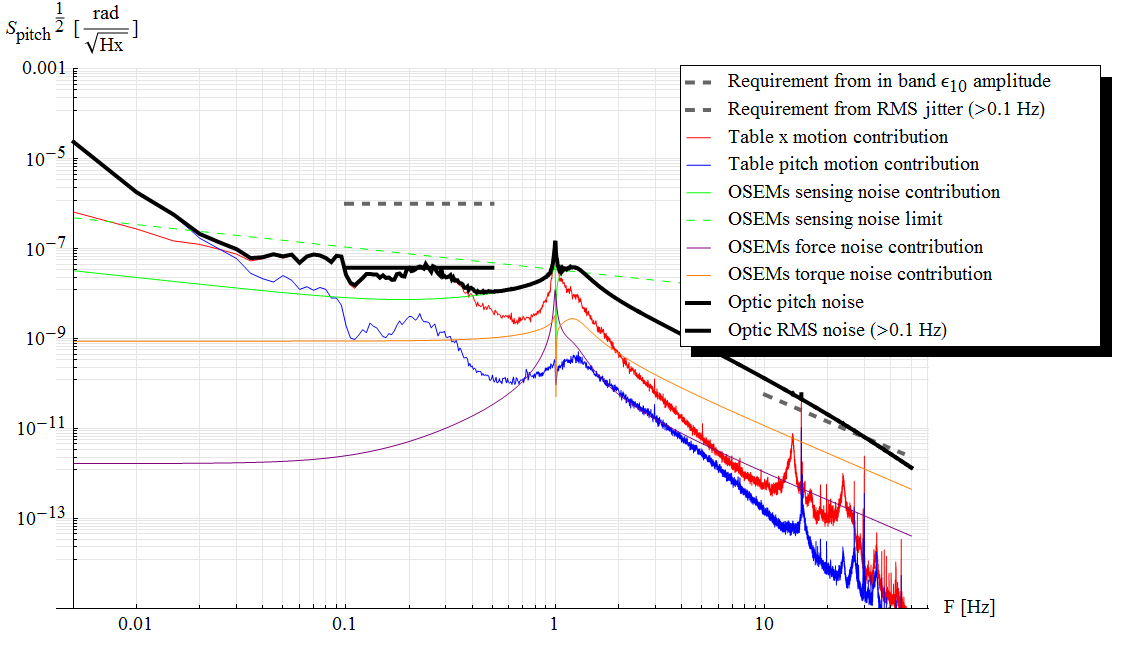 S_pitch^(1/2) [ rad/√Hx ]
0.001
10^-5
10^-7
10^-9
10^-11
10^-13
Requirement from in band ϵ_10 amplitude
Requirement from RMS jitter (>0.1 Hz)
Table x motion contribution
Table pitch motion contribution
OSEMs sensing noise contribution
OSEMs sensing noise limit
OSEMs force noise contribution
OSEMs torque noise contribution
Optic pitch noise
Optic RMS noise (>0.1 Hz)
0.01 0.1 1 10
F [Hz]